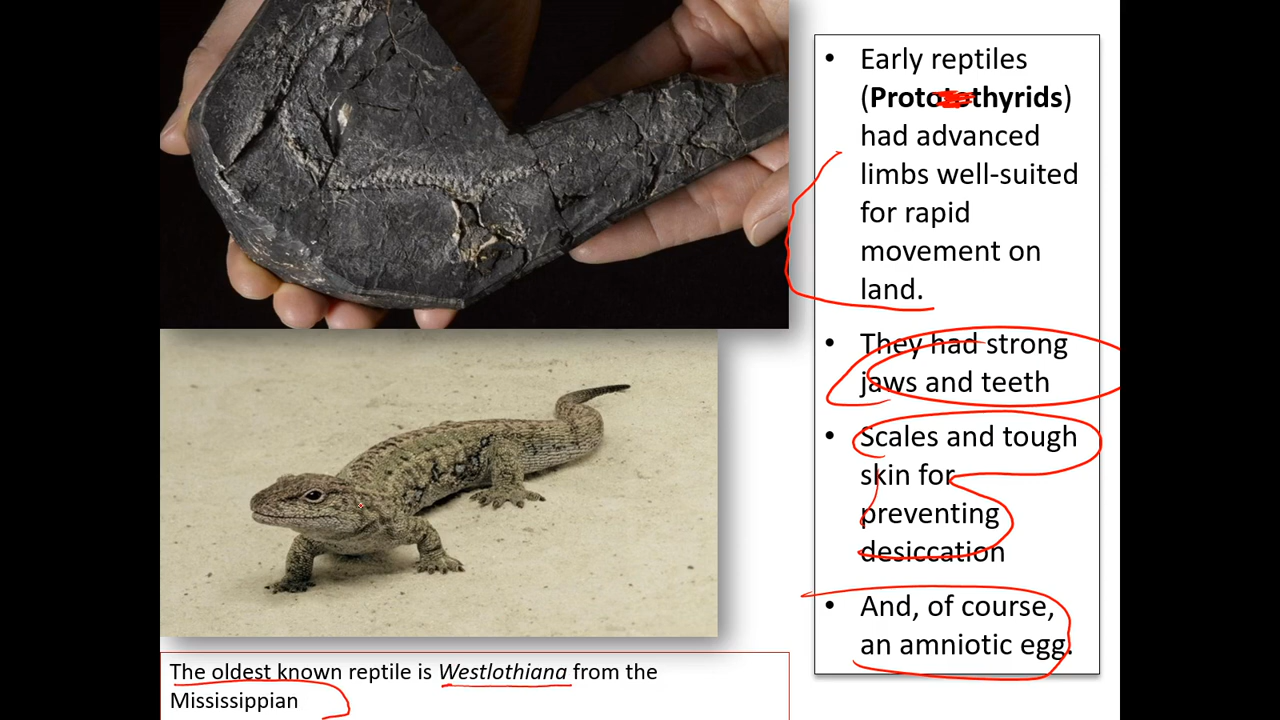 • Early reptiles
had advanced
limbs well-suited
for rapid
movement on
land.
• They had strong
jaws and teeth
• Scales and tough
skin for
preventing
desiccation
• And, of course,
an amniotic egg.
The oldest known reptile is Westlothiana from the
Mississippian